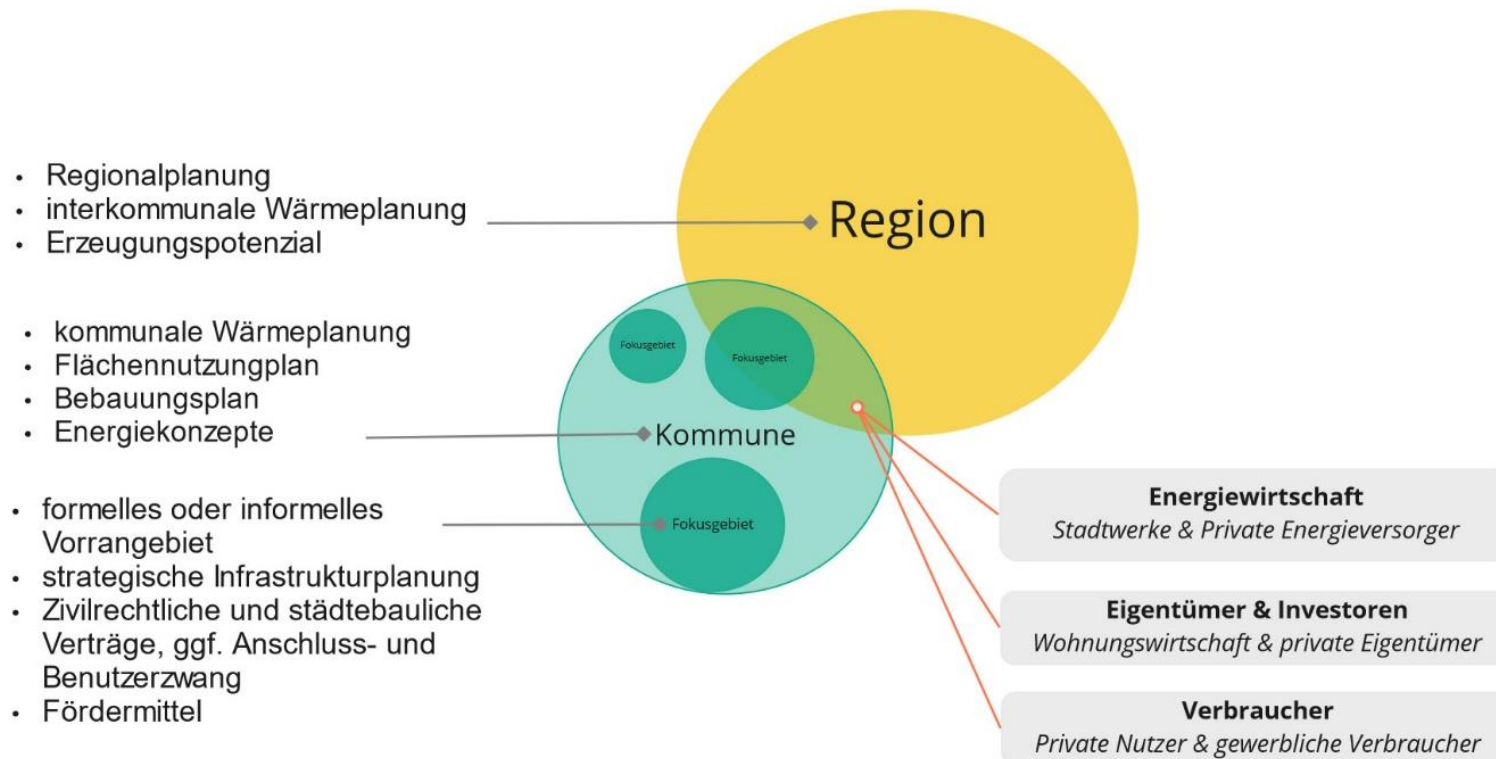 • Regionalplanung
• interkommunale Wärmeplanung
• Erzeugungspotenzial
Region
• kommunale Wärmeplanung
• Flächennutzungplan
• Bebauungsplan
• Energiekonzepte
Fokusgebiet
Fokusgebiet
Kommune
• formelles oder informelles
Vorrangebiet
• strategische Infrastrukturplanung
• Zivilrechtliche und städtebauliche
Verträge, ggf. Anschluss- und
Benutzerzwang
• Fördermittel
Fokusgebiet
Energiewirtschaft
Stadtwerke & Private Energieversorger
Eigentümer & Investoren
Wohnungswirtschaft & private Eigentümer
Verbraucher
Private Nutzer & gewerbliche Verbraucher